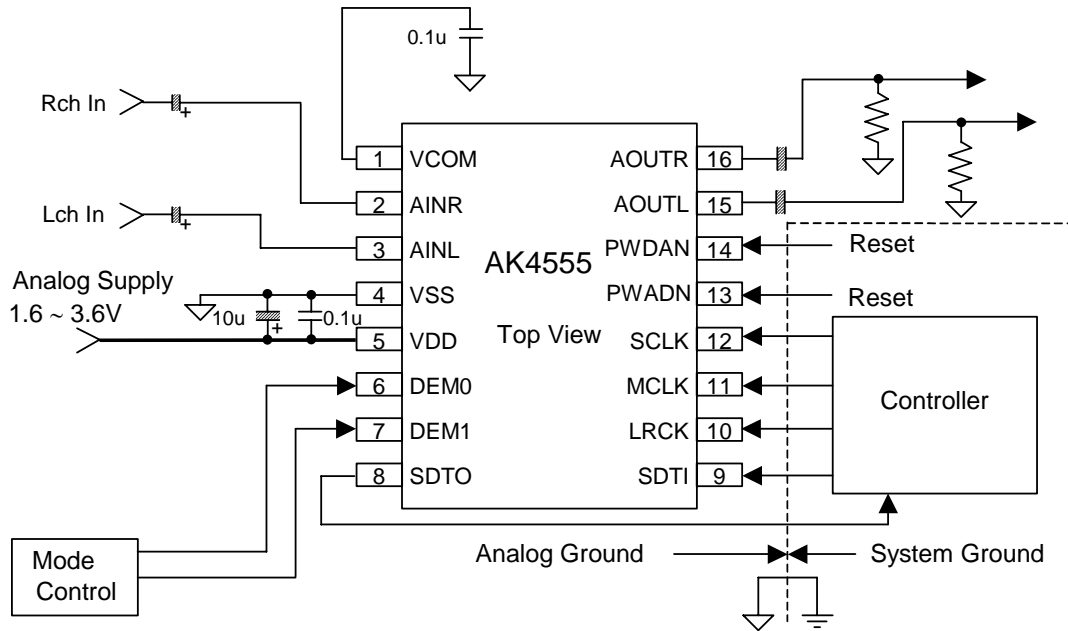 0.1u
Rch In
+
Lch In
+
Analog Supply
1.6 ~ 3.6V
10u
+
0.1u
1 VCOM
2 AINR
3 AINL
4 VSS
5 VDD
6 DEM0
7 DEM1
8 SDTO
AK4555
Top View
AOUTR 16
AOUTL 15
PWDAN 14
PWADN 13
SCLK 12
MCLK 11
LRCK 10
SDTI 9
Reset
Reset
Controller
Mode
Control
Analog Ground
System Ground